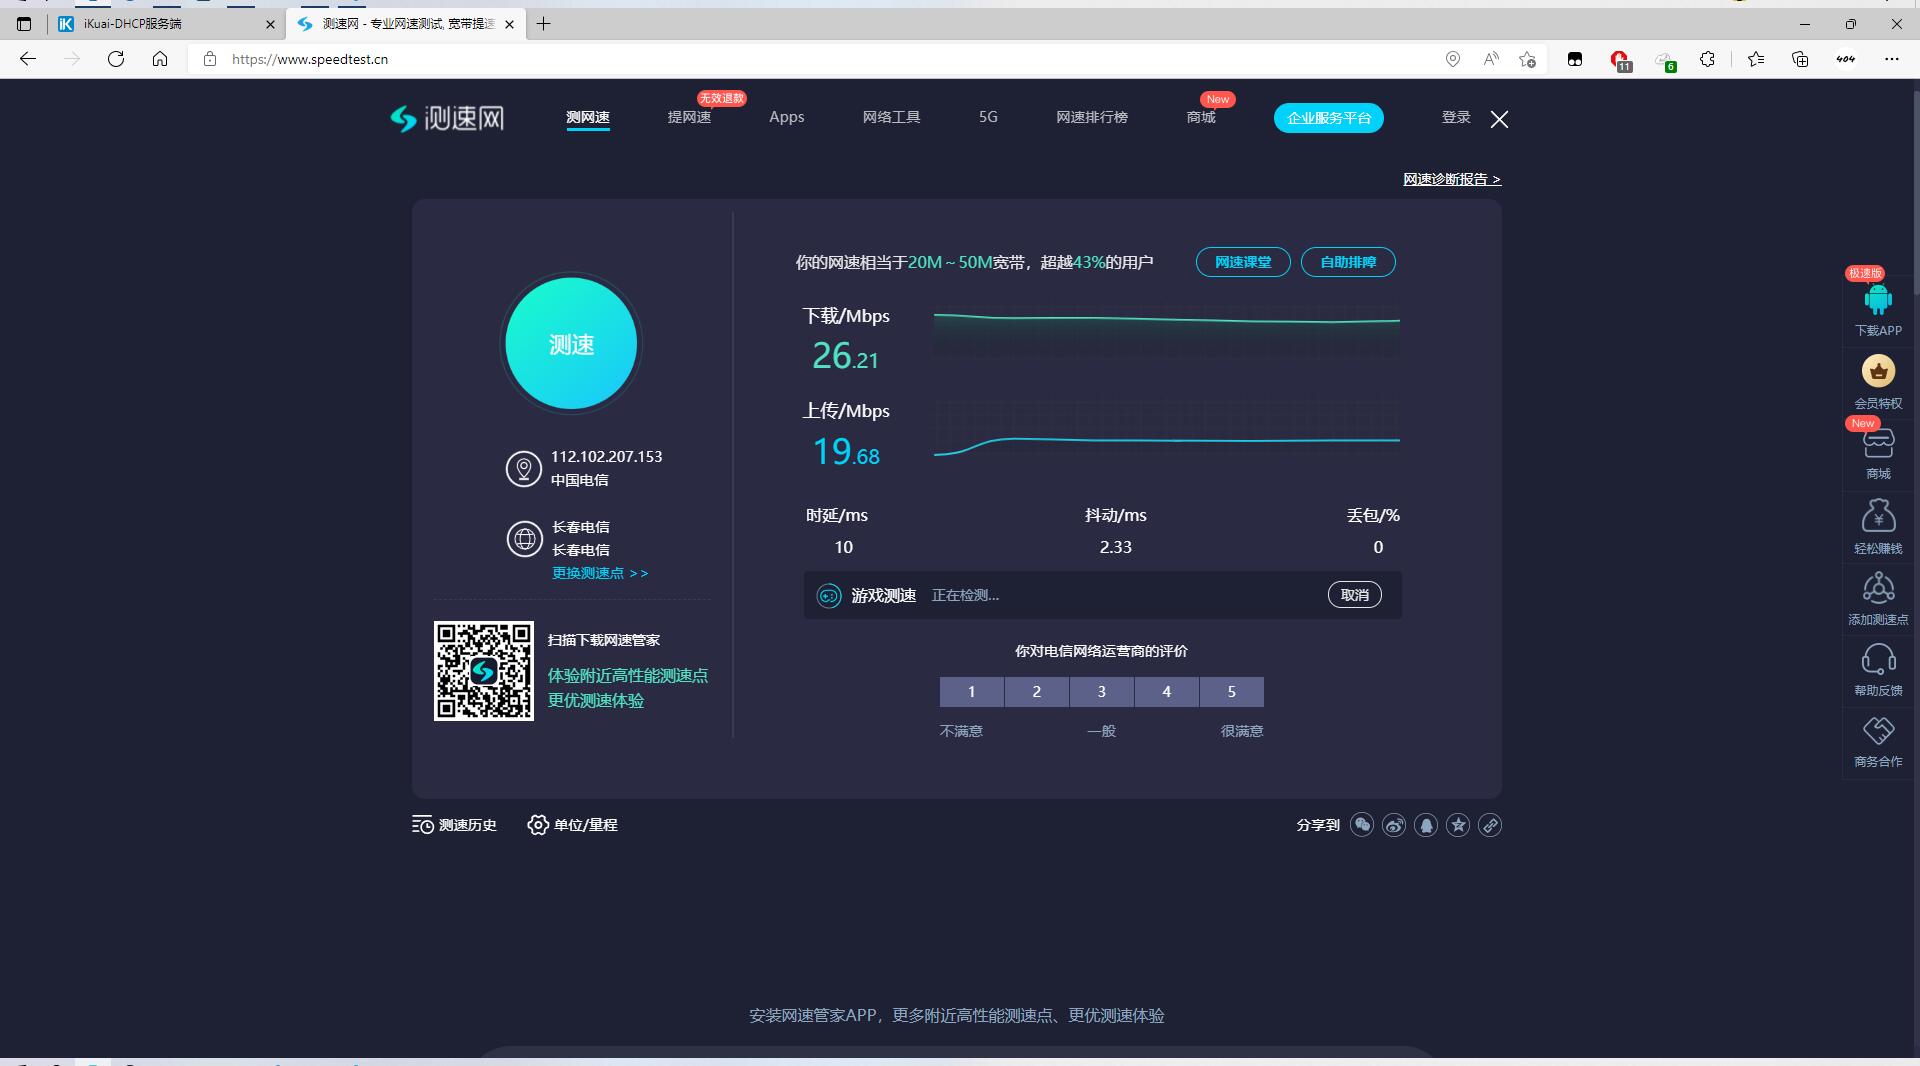 iKuai-DHCP服务端
测速网 - 专业网速测试, 宽带提速
https://www.speedtest.cn
11
6
404
测速网
测网速
提网速
无效退款
Apps
网络工具
5G
网速排行榜
商城
New
企业服务平台
登录
网速诊断报告 >
测速
112.102.207.153
中国电信
长春电信
长春电信
更换测速点 >>
扫描下载网速管家
体验附近高性能测速点
更优测速体验
你的网速相当于20M～50M宽带，超越43%的用户
网速课堂
自助排障
下载/Mbps
26.21
上传/Mbps
19.68
时延/ms
抖动/ms
丢包/%
10
2.33
0
游戏测速 正在检测...
取消
你对电信网络运营商的评价
1 2 3 4 5
不满意 一般 很满意
测速历史
单位/量程
分享到
极速版
下载APP
会员特权
New
商城
轻松赚钱
添加测速点
帮助反馈
商务合作
安装网速管家APP，更多附近高性能测速点、更优测速体验